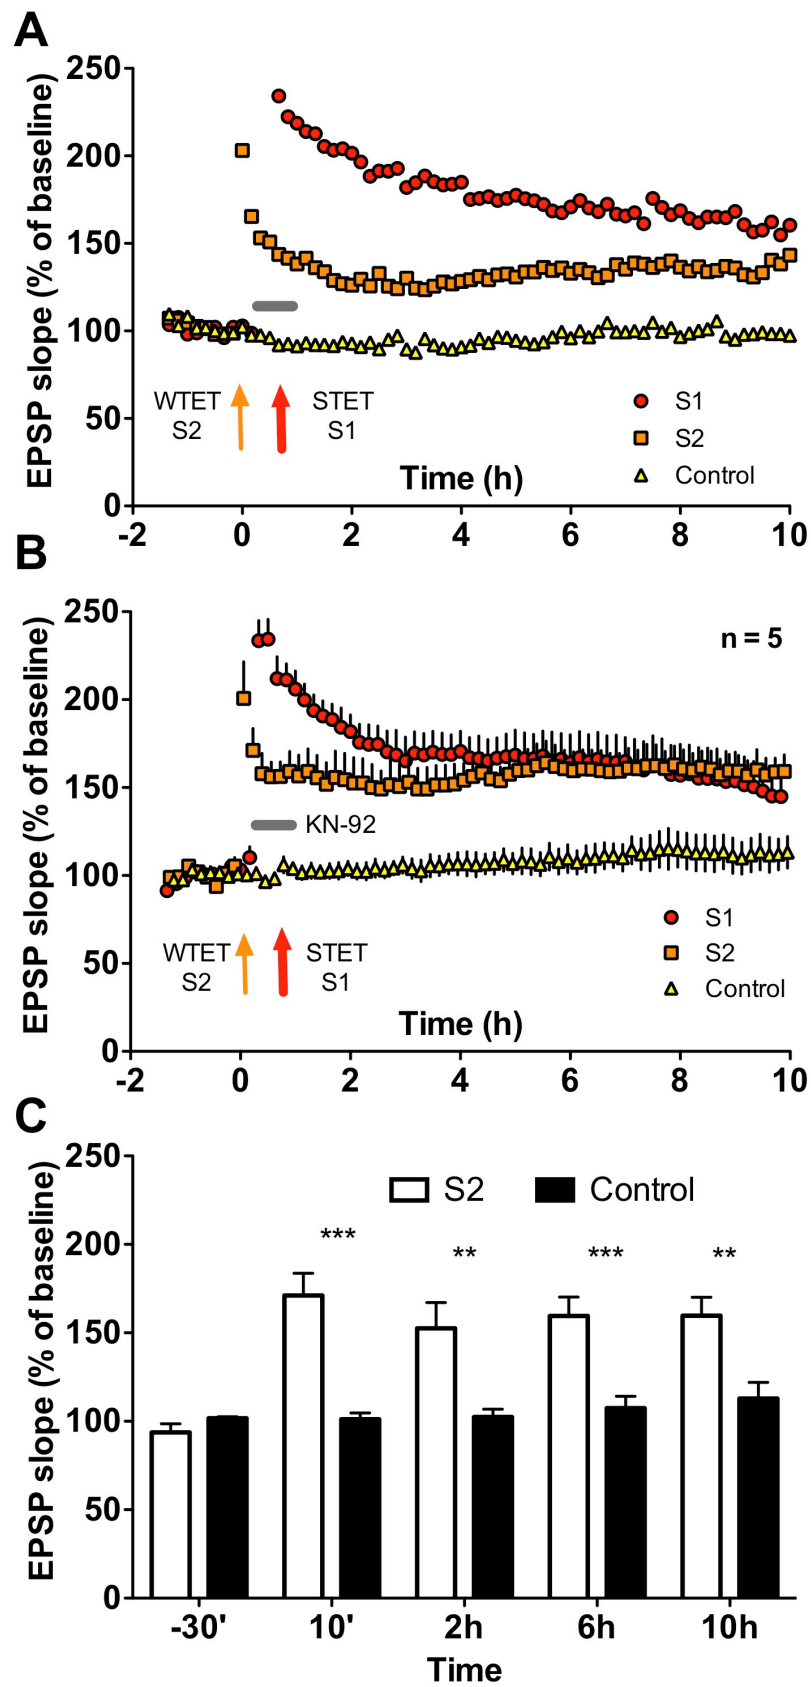 A
EPSP slope (% of baseline)
250
200
150
100
50
0
WTET
S2
STET
S1
S1
S2
Control
Time (h)
-2 0 2 4 6 8 10
B
EPSP slope (% of baseline)
250
200
150
100
50
0
n = 5
KN-92
WTET
S2
STET
S1
S1
S2
Control
Time (h)
-2 0 2 4 6 8 10
C
EPSP slope (% of baseline)
250
200
150
100
50
0
S2 Control
*** ** *** **
-30' 10' 2h 6h 10h
Time